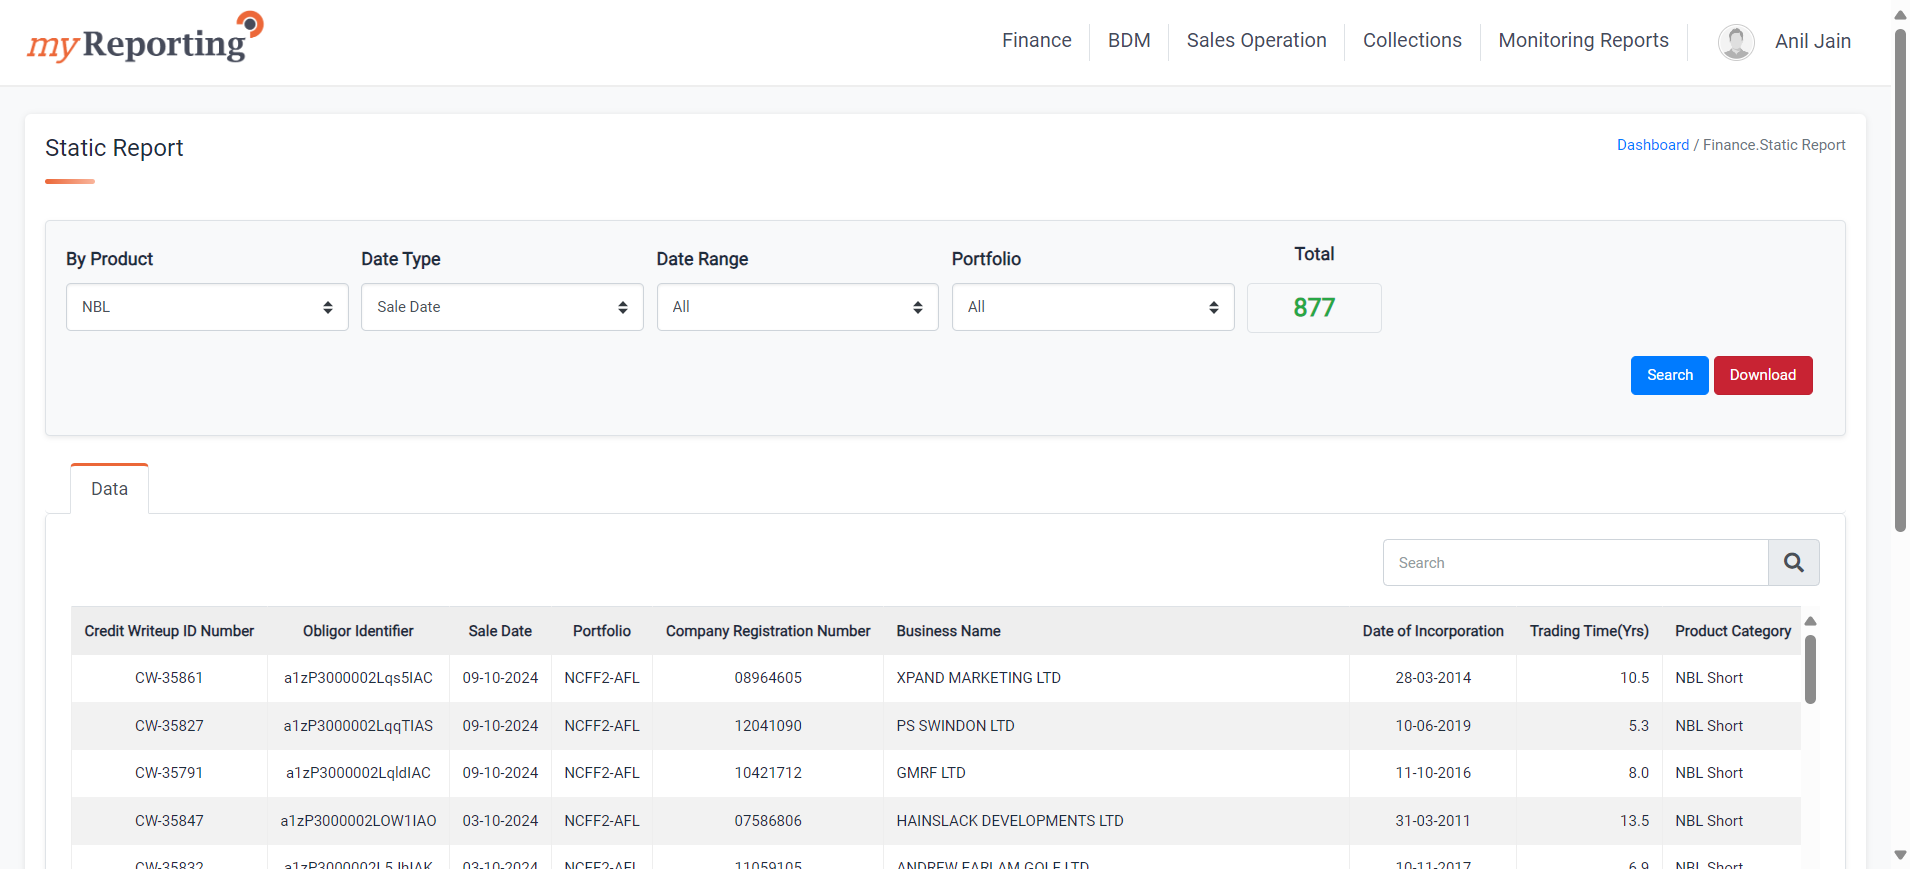 myReporting
Finance BDM Sales Operation Collections Monitoring Reports Anil Jain
Static Report
Dashboard / Finance.Static Report
By Product Date Type Date Range Portfolio Total
NBL Sale Date All All 877
Search Download
Data
Search
Credit Writeup ID Number Obligor Identifier Sale Date Portfolio Company Registration Number Business Name Date of Incorporation Trading Time(Yrs) Product Category
CW-35861 a1zP3000002Lqs5IAC 09-10-2024 NCFF2-AFL 08964605 XPAND MARKETING LTD 28-03-2014 10.5 NBL Short
CW-35827 a1zP3000002LqqTIAS 09-10-2024 NCFF2-AFL 12041090 PS SWINDON LTD 10-06-2019 5.3 NBL Short
CW-35791 a1zP3000002LqldIAC 09-10-2024 NCFF2-AFL 10421712 GMRF LTD 11-10-2016 8.0 NBL Short
CW-35847 a1zP3000002LOW1IAO 03-10-2024 NCFF2-AFL 07586806 HAINSLACK DEVELOPMENTS LTD 31-03-2011 13.5 NBL Short
CW-35832 03-10-2024 NCFF2-AFL 11059105 ANDREW EARLAM GOLF LTD 10-11-2017 6.9 NBL Short